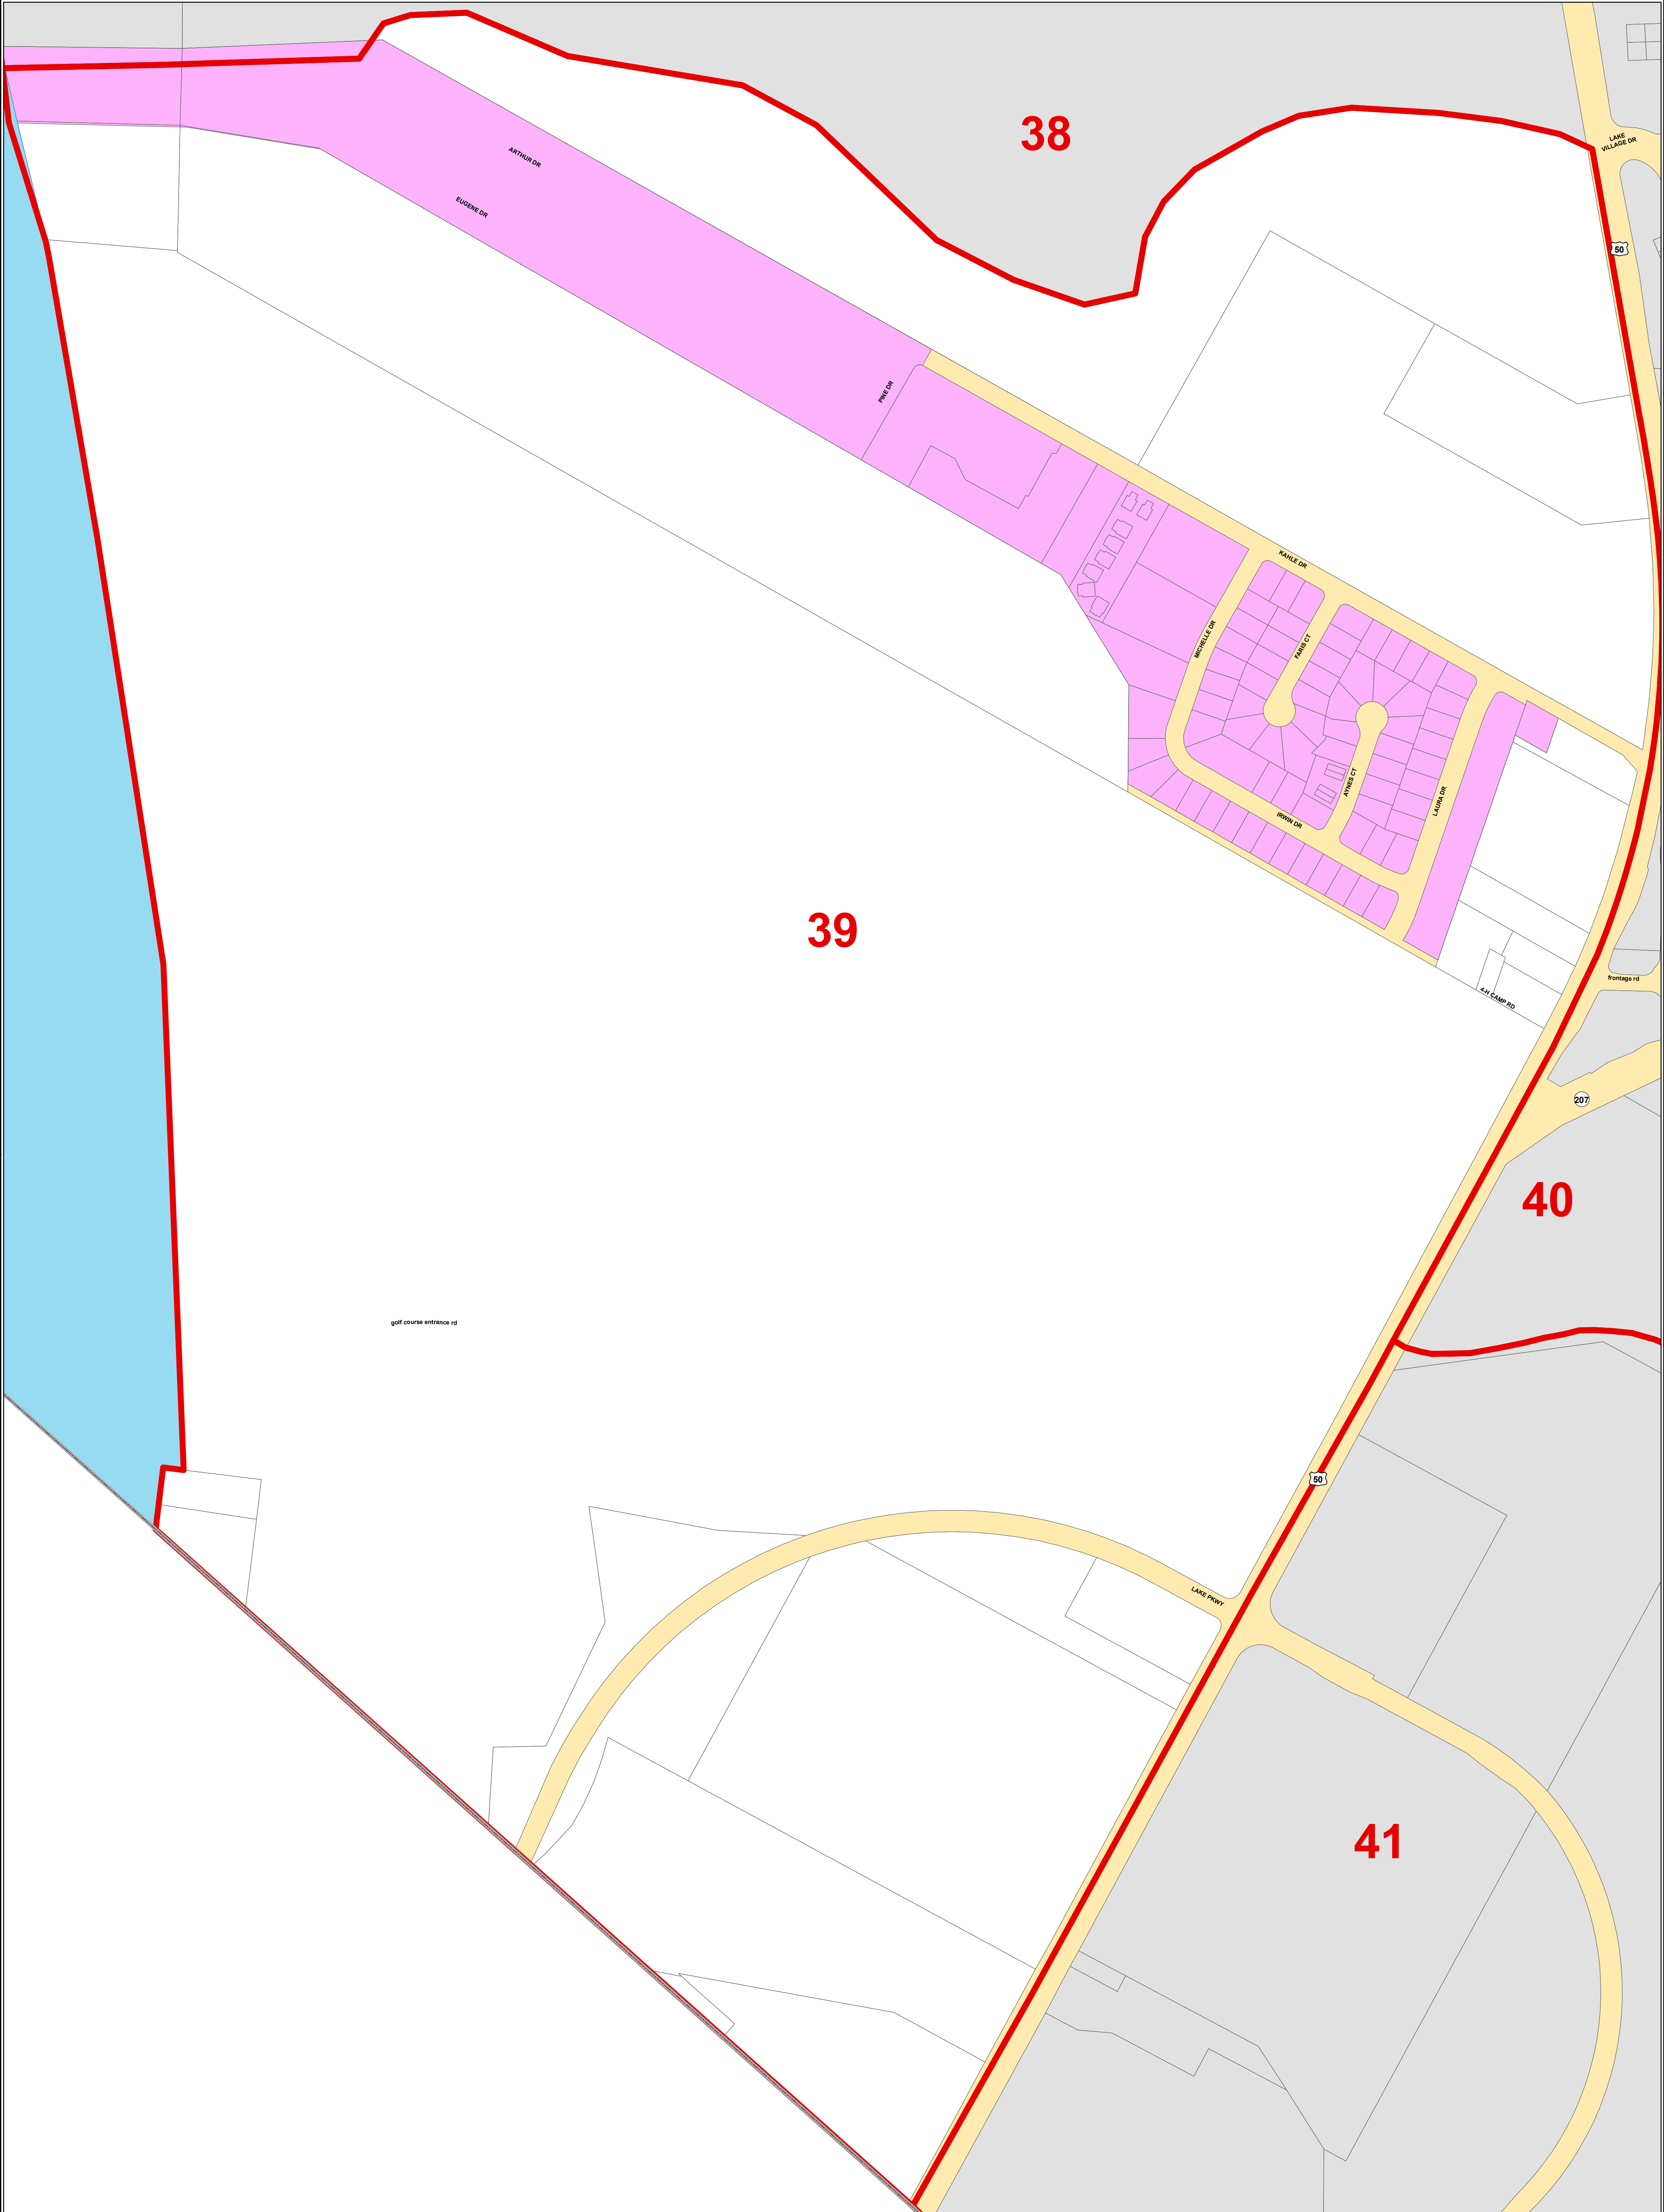 38
LAKE
VILLAGE DR
ARTHUR DR
EUGENE DR
50
PINE DR
KAHLE DR
MICHELLE DR
FARIS CT
AYNES CT
LAURA DR
IRWIN DR
39
frontage rd
4-H CAMP RD
207
40
golf course entrance rd
50
LAKE PKWY
41